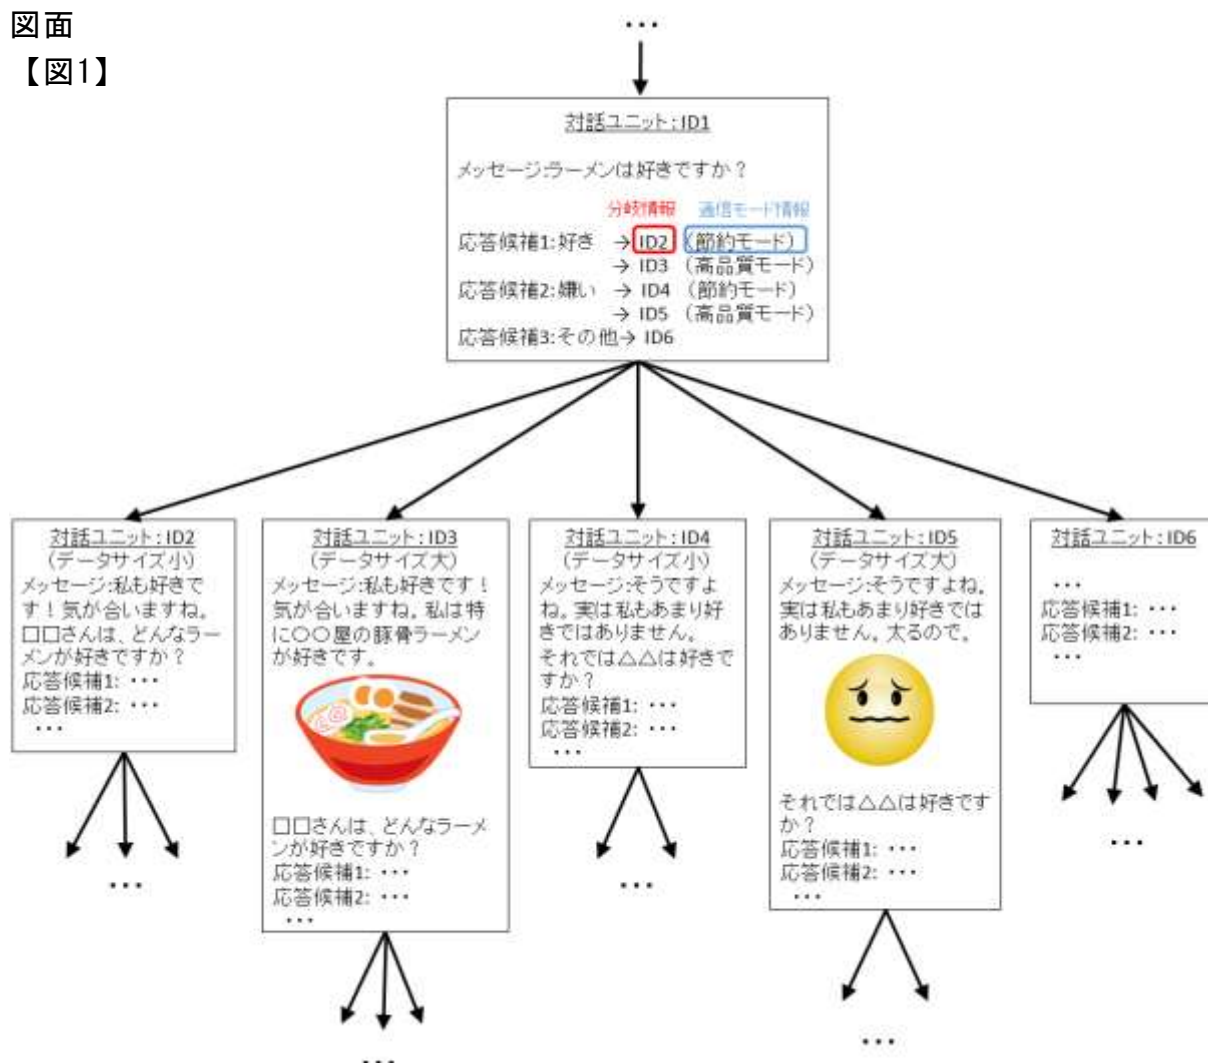 図面
【図1】
・・・
対話ユニット:ID1
メッセージ:ラーメンは好きですか?
分岐情報 通信モード情報
応答候補1:好き →ID2 (節約モード)
→ ID3 (高品質モード)
応答候補2:嫌い → ID4 (節約モード)
→ ID5 (高品質モード)
応答候補3:その他→ ID6
対話ユニット:ID2
(データサイズ小)
メッセージ:私も好きで
す!気が合いますね。
□□さんは、どんなラー
メンが好きですか?
応答候補1: ・・・
応答候補2: ・・・
・・・
・・・
対話ユニット:ID3
(データサイズ大)
メッセージ:私も好きです!
気が合いますね。私は特
に〇〇屋の豚骨ラーメン
が好きです。
□□さんは、どんなラーメ
ンが好きですか?
応答候補1: ・・・
応答候補2: ・・・
・・・
・・・
対話ユニット:ID4
(データサイズ小)
メッセージ:そうですよ
ね。実は私もあまり好
きではありません。
それでは△△は好きで
すか?
応答候補1: ・・・
応答候補2: ・・・
・・・
・・・
対話ユニット:ID5
(データサイズ大)
メッセージ:そうですよね。
実は私もあまり好きでは
ありません。太るので。
それでは△△は好きです
か?
応答候補1: ・・・
応答候補2: ・・・
・・・
・・・
対話ユニット:ID6
・・・
応答候補1: ・・・
応答候補2: ・・・
・・・
・・・